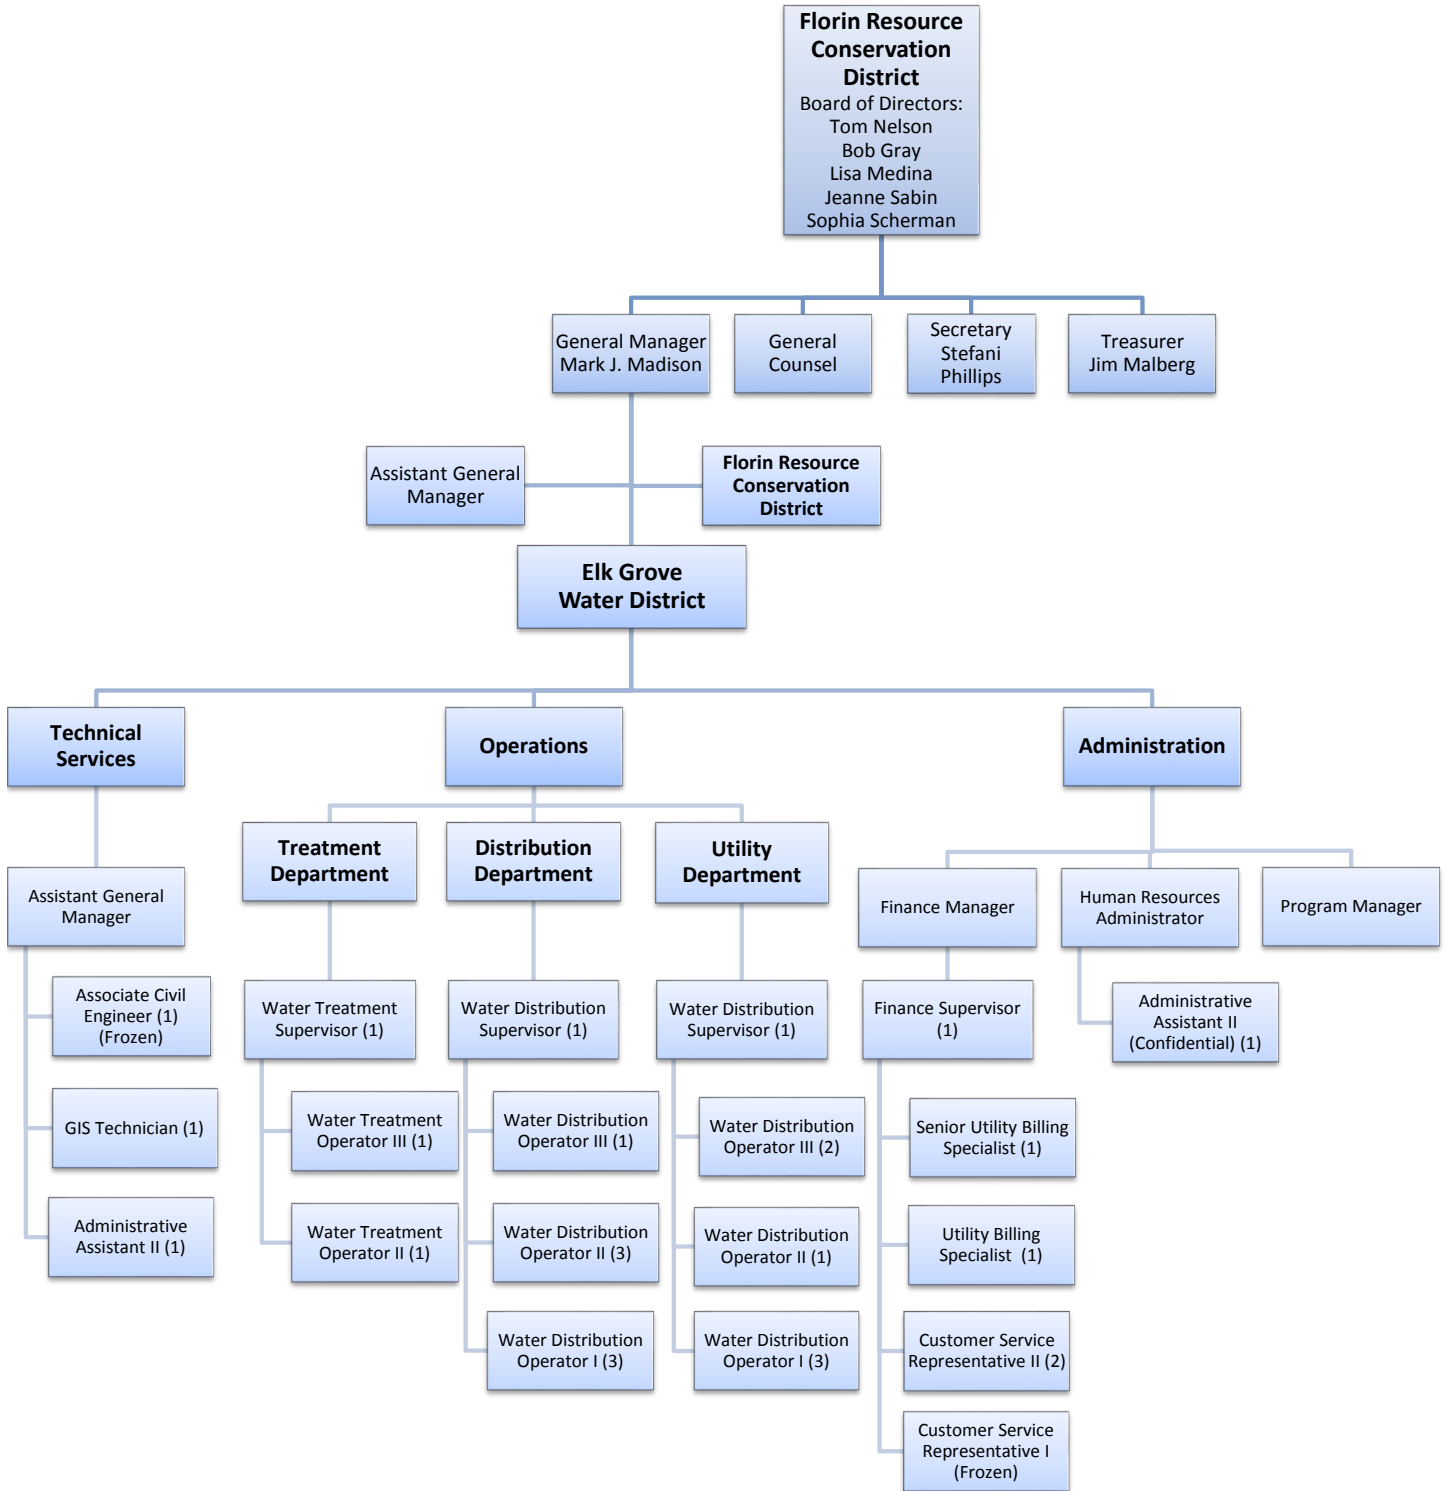 Florin Resource
Conservation
District
Board of Directors:
Tom Nelson
Bob Gray
Lisa Medina
Jeanne Sabin
Sophia Scherman
General Manager
Mark J. Madison
General
Counsel
Secretary
Stefani
Phillips
Treasurer
Jim Malberg
Assistant General
Manager
Florin Resource
Conservation
District
Elk Grove
Water District
Technical
Services
Operations
Administration
Treatment
Department
Distribution
Department
Utility
Department
Assistant General
Manager
Finance Manager
Human Resources
Administrator
Program Manager
Associate Civil
Engineer (1)
(Frozen)
GIS Technician (1)
Administrative
Assistant II (1)
Water Treatment
Supervisor (1)
Water Treatment
Operator III (1)
Water Treatment
Operator II (1)
Water Distribution
Supervisor (1)
Water Distribution
Operator III (1)
Water Distribution
Operator II (3)
Water Distribution
Operator I (3)
Water Distribution
Supervisor (1)
Water Distribution
Operator III (2)
Water Distribution
Operator II (1)
Water Distribution
Operator I (3)
Finance Supervisor
(1)
Senior Utility Billing
Specialist (1)
Utility Billing
Specialist (1)
Customer Service
Representative II (2)
Customer Service
Representative I
(Frozen)
Administrative
Assistant II
(Confidential) (1)